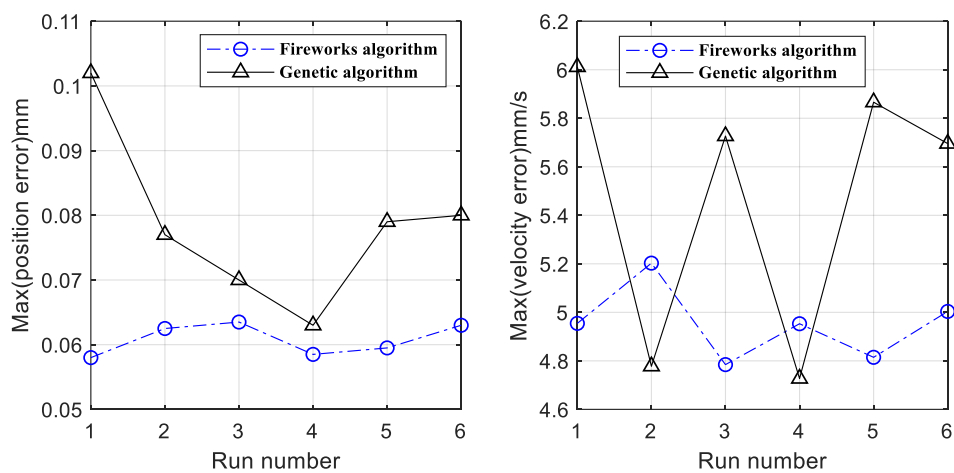 0.11
0.1
0.09
0.08
0.07
0.06
0.05
Max(position error)mm
Fireworks algorithm
Genetic algorithm
1 2 3 4 5 6
Run number
6.2
6
5.8
5.6
5.4
5.2
5
4.8
4.6
Max(velocity error)mm/s
Fireworks algorithm
Genetic algorithm
1 2 3 4 5 6
Run number